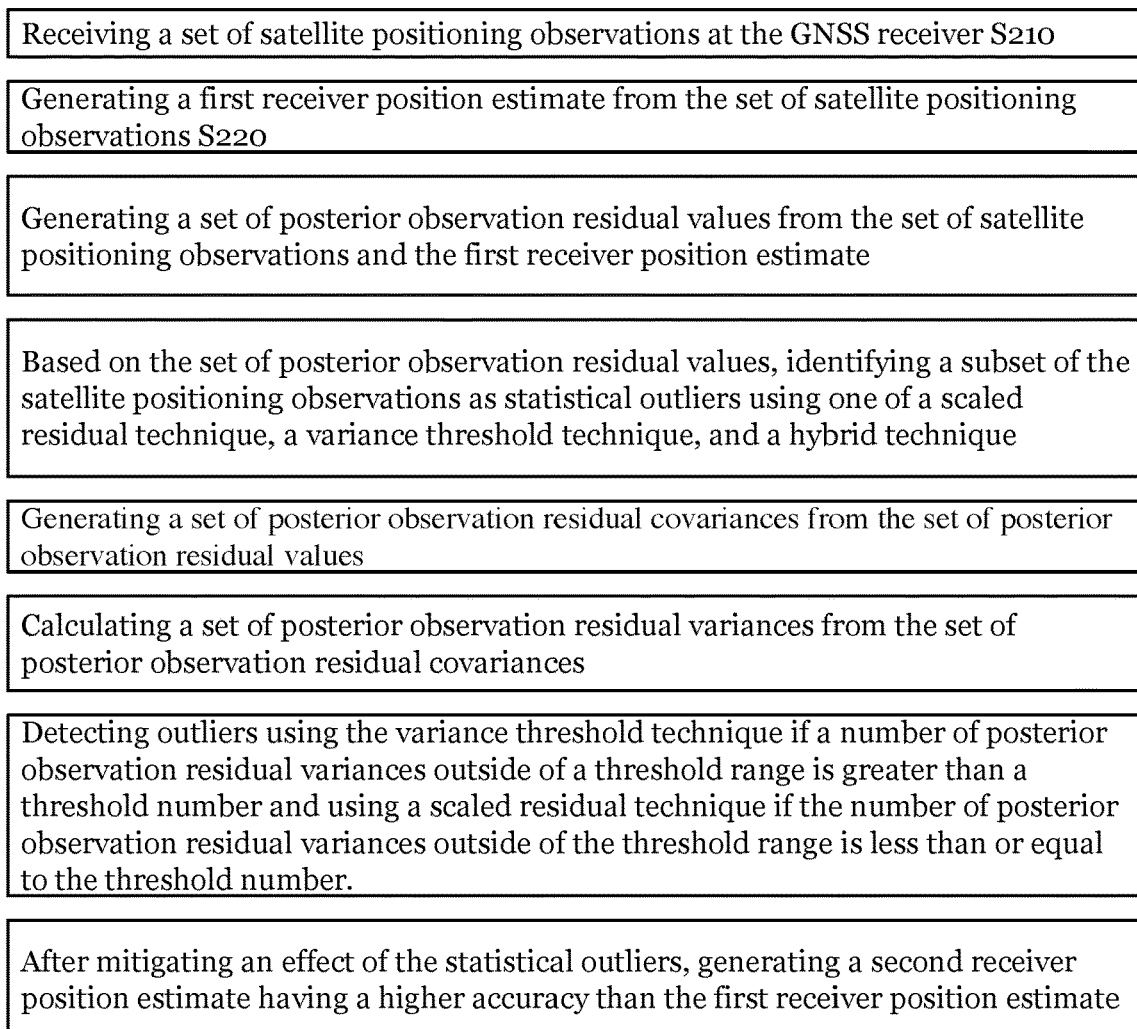 Receiving a set of satellite positioning observations at the GNSS receiver S210
Generating a first receiver position estimate from the set of satellite positioning
observations S220
Generating a set of posterior observation residual values from the set of satellite
positioning observations and the first receiver position estimate
Based on the set of posterior observation residual values, identifying a subset of the
satellite positioning observations as statistical outliers using one of a scaled
residual technique, a variance threshold technique, and a hybrid technique
Generating a set of posterior observation residual covariances from the set of posterior
observation residual values
Calculating a set of posterior observation residual variances from the set of
posterior observation residual covariances
Detecting outliers using the variance threshold technique if a number of posterior
observation residual variances outside of a threshold range is greater than a
threshold number and using a scaled residual technique if the number of posterior
observation residual variances outside of the threshold range is less than or equal
to the threshold number.
After mitigating an effect of the statistical outliers, generating a second receiver
position estimate having a higher accuracy than the first receiver position estimate